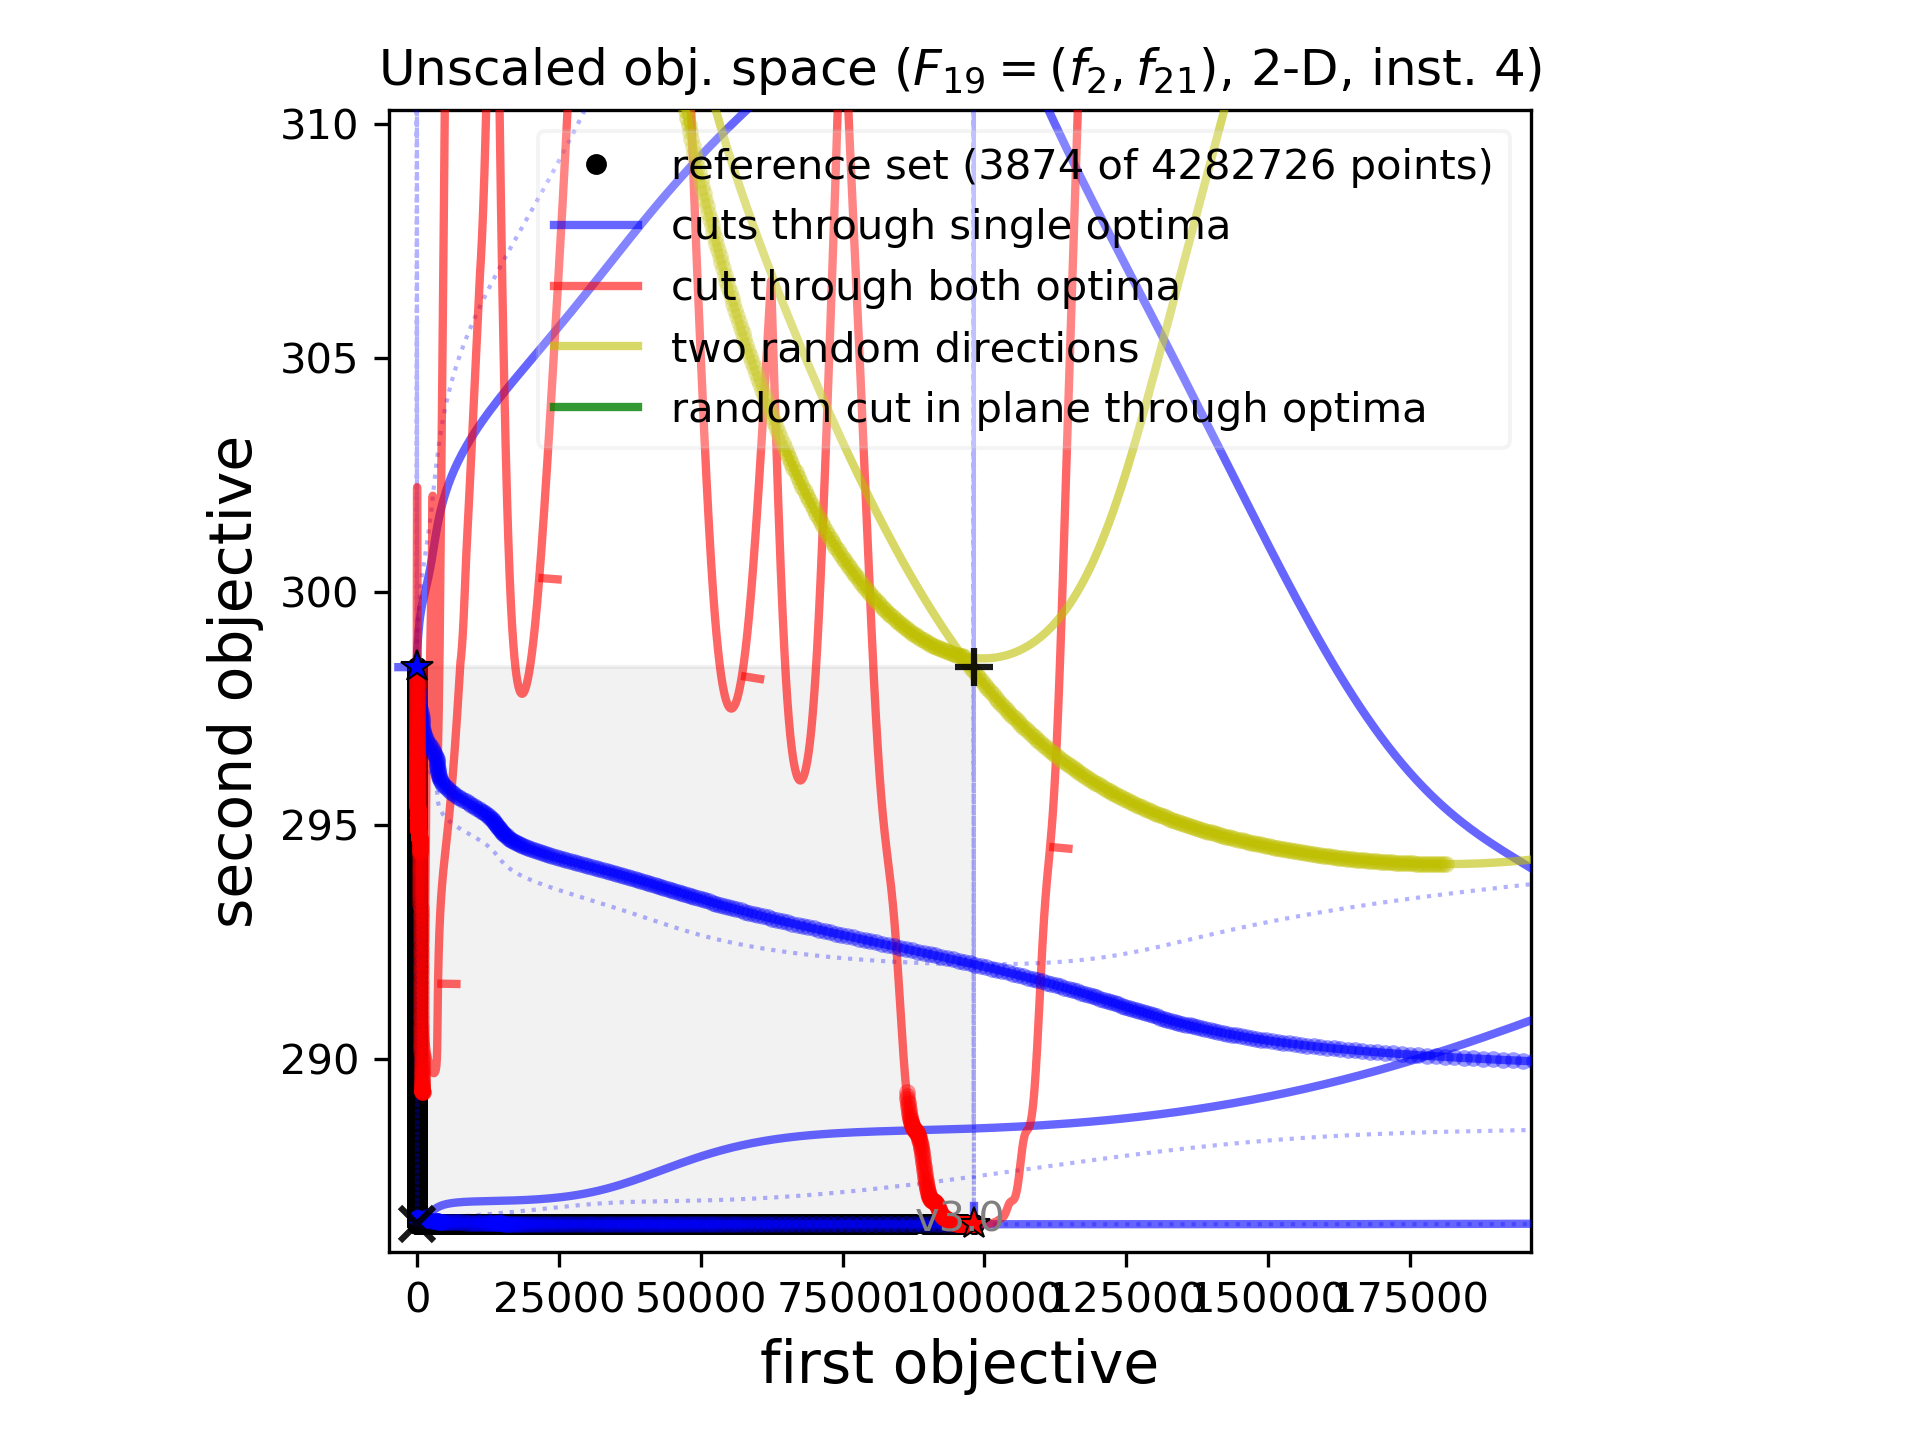 Unscaled obj. space (F₁₉ = (f₂, f₂₁), 2-D, inst. 4)
reference set (3874 of 4282726 points)
cuts through single optima
cut through both optima
two random directions
random cut in plane through optima
310
305
300
295
290
second objective
v3.0
0 25000 50000 75000 100000 125000 150000 175000
first objective